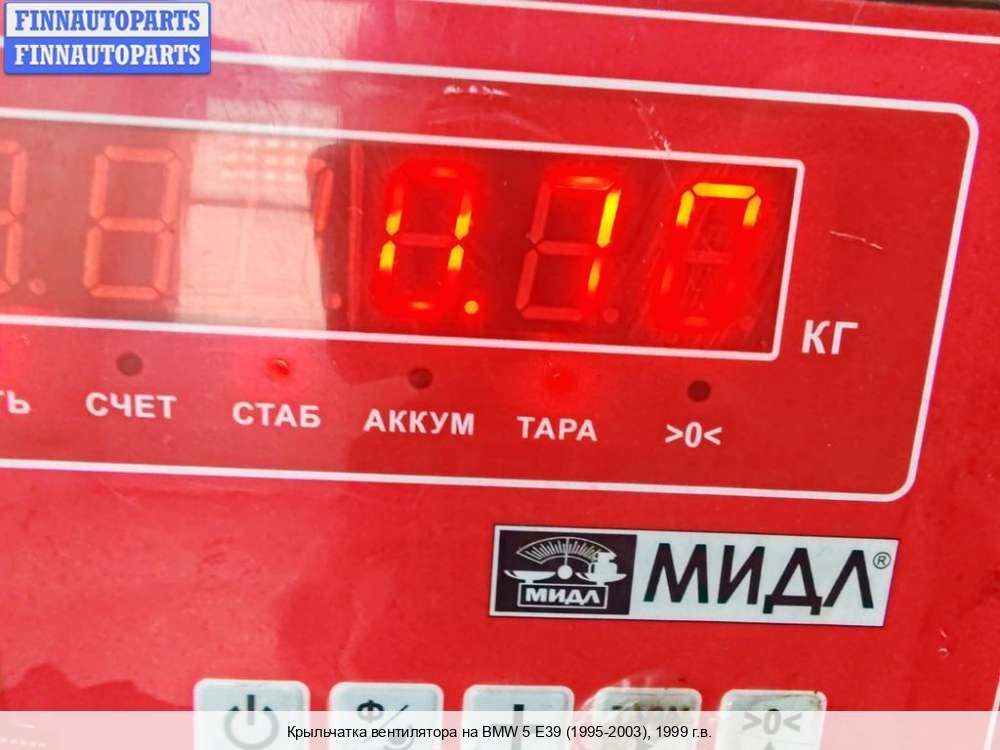 FINNAUTOPARTS
FINNAUTOPARTS
КГ
СЧЕТ СТАБ АККУМ ТАРА >0<
МИДЛ МИДЛ®
>0<
Крыльчатка вентилятора на BMW 5 E39 (1995-2003), 1999 г.в.